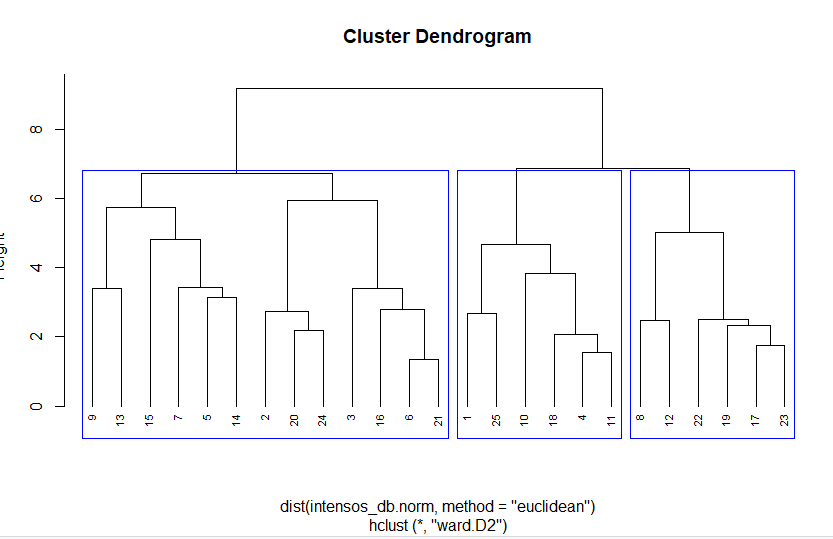 Cluster Dendrogram
8
6
4
2
0
9 13 15 7 5 14 2 20 24 3 16 6 21 1 25 10 18 4 11 8 12 22 19 17 23
dist(intensos_db.norm, method = "euclidean")
hclust (*, "ward.D2")